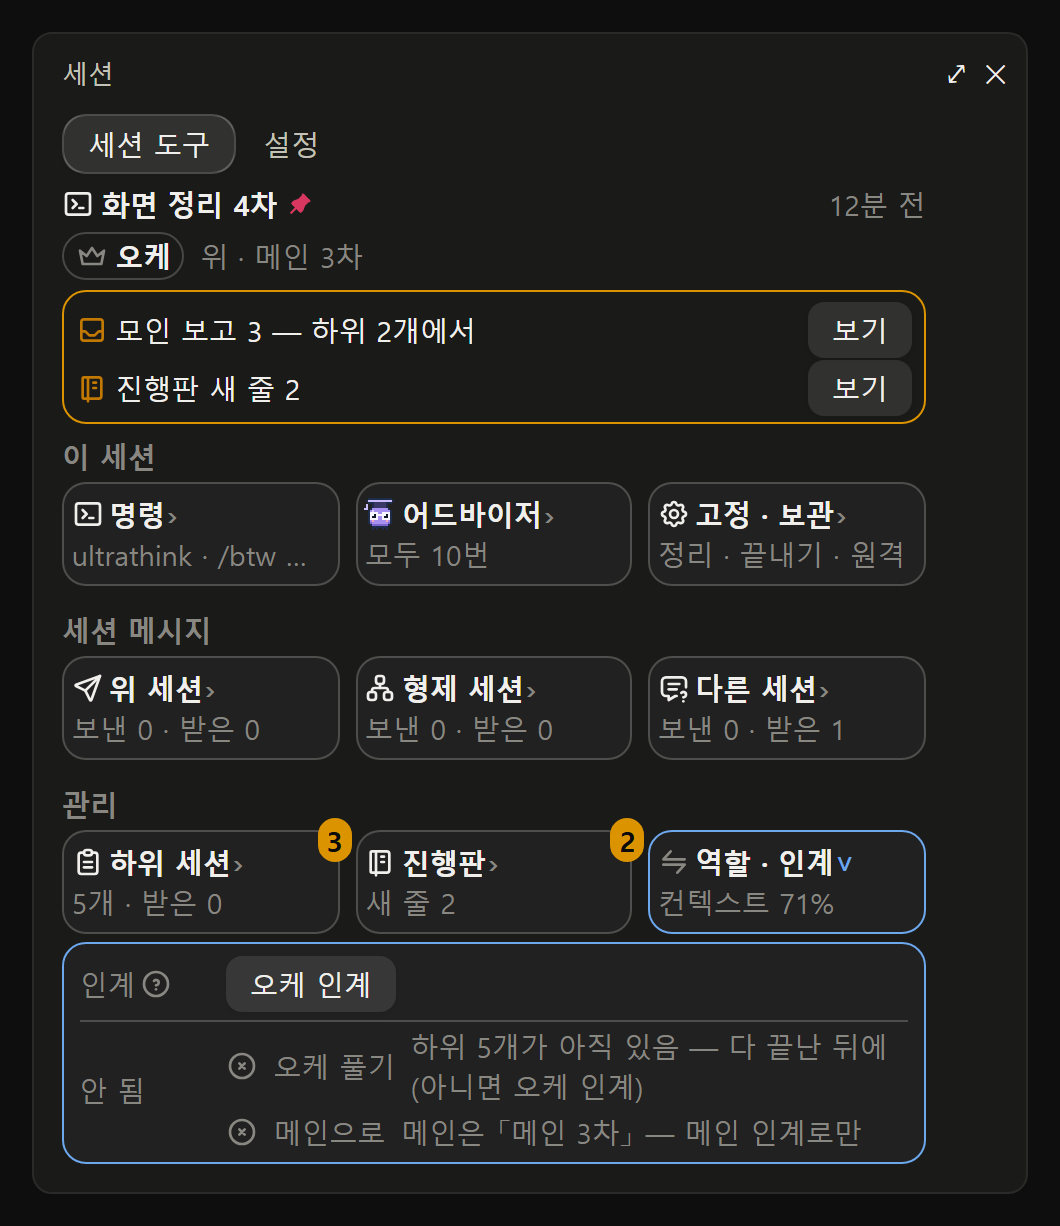 세션
세션 도구 설정
화면 정리 4차 12분 전
오케 위 · 메인 3차
모인 보고 3 — 하위 2개에서 보기
진행판 새 줄 2 보기
이 세션
명령› 어드바이저› 고정 · 보관›
ultrathink · /btw ... 모두 10번 정리 · 끝내기 · 원격
세션 메시지
위 세션› 형제 세션› 다른 세션›
보낸 0 · 받은 0 보낸 0 · 받은 0 보낸 0 · 받은 1
관리
하위 세션› 3 진행판› 2 역할 · 인계˅
5개 · 받은 0 새 줄 2 컨텍스트 71%
인계 오케 인계
안 됨
오케 풀기 하위 5개가 아직 있음 — 다 끝난 뒤에
(아니면 오케 인계)
메인으로 메인은 「메인 3차」 — 메인 인계로만